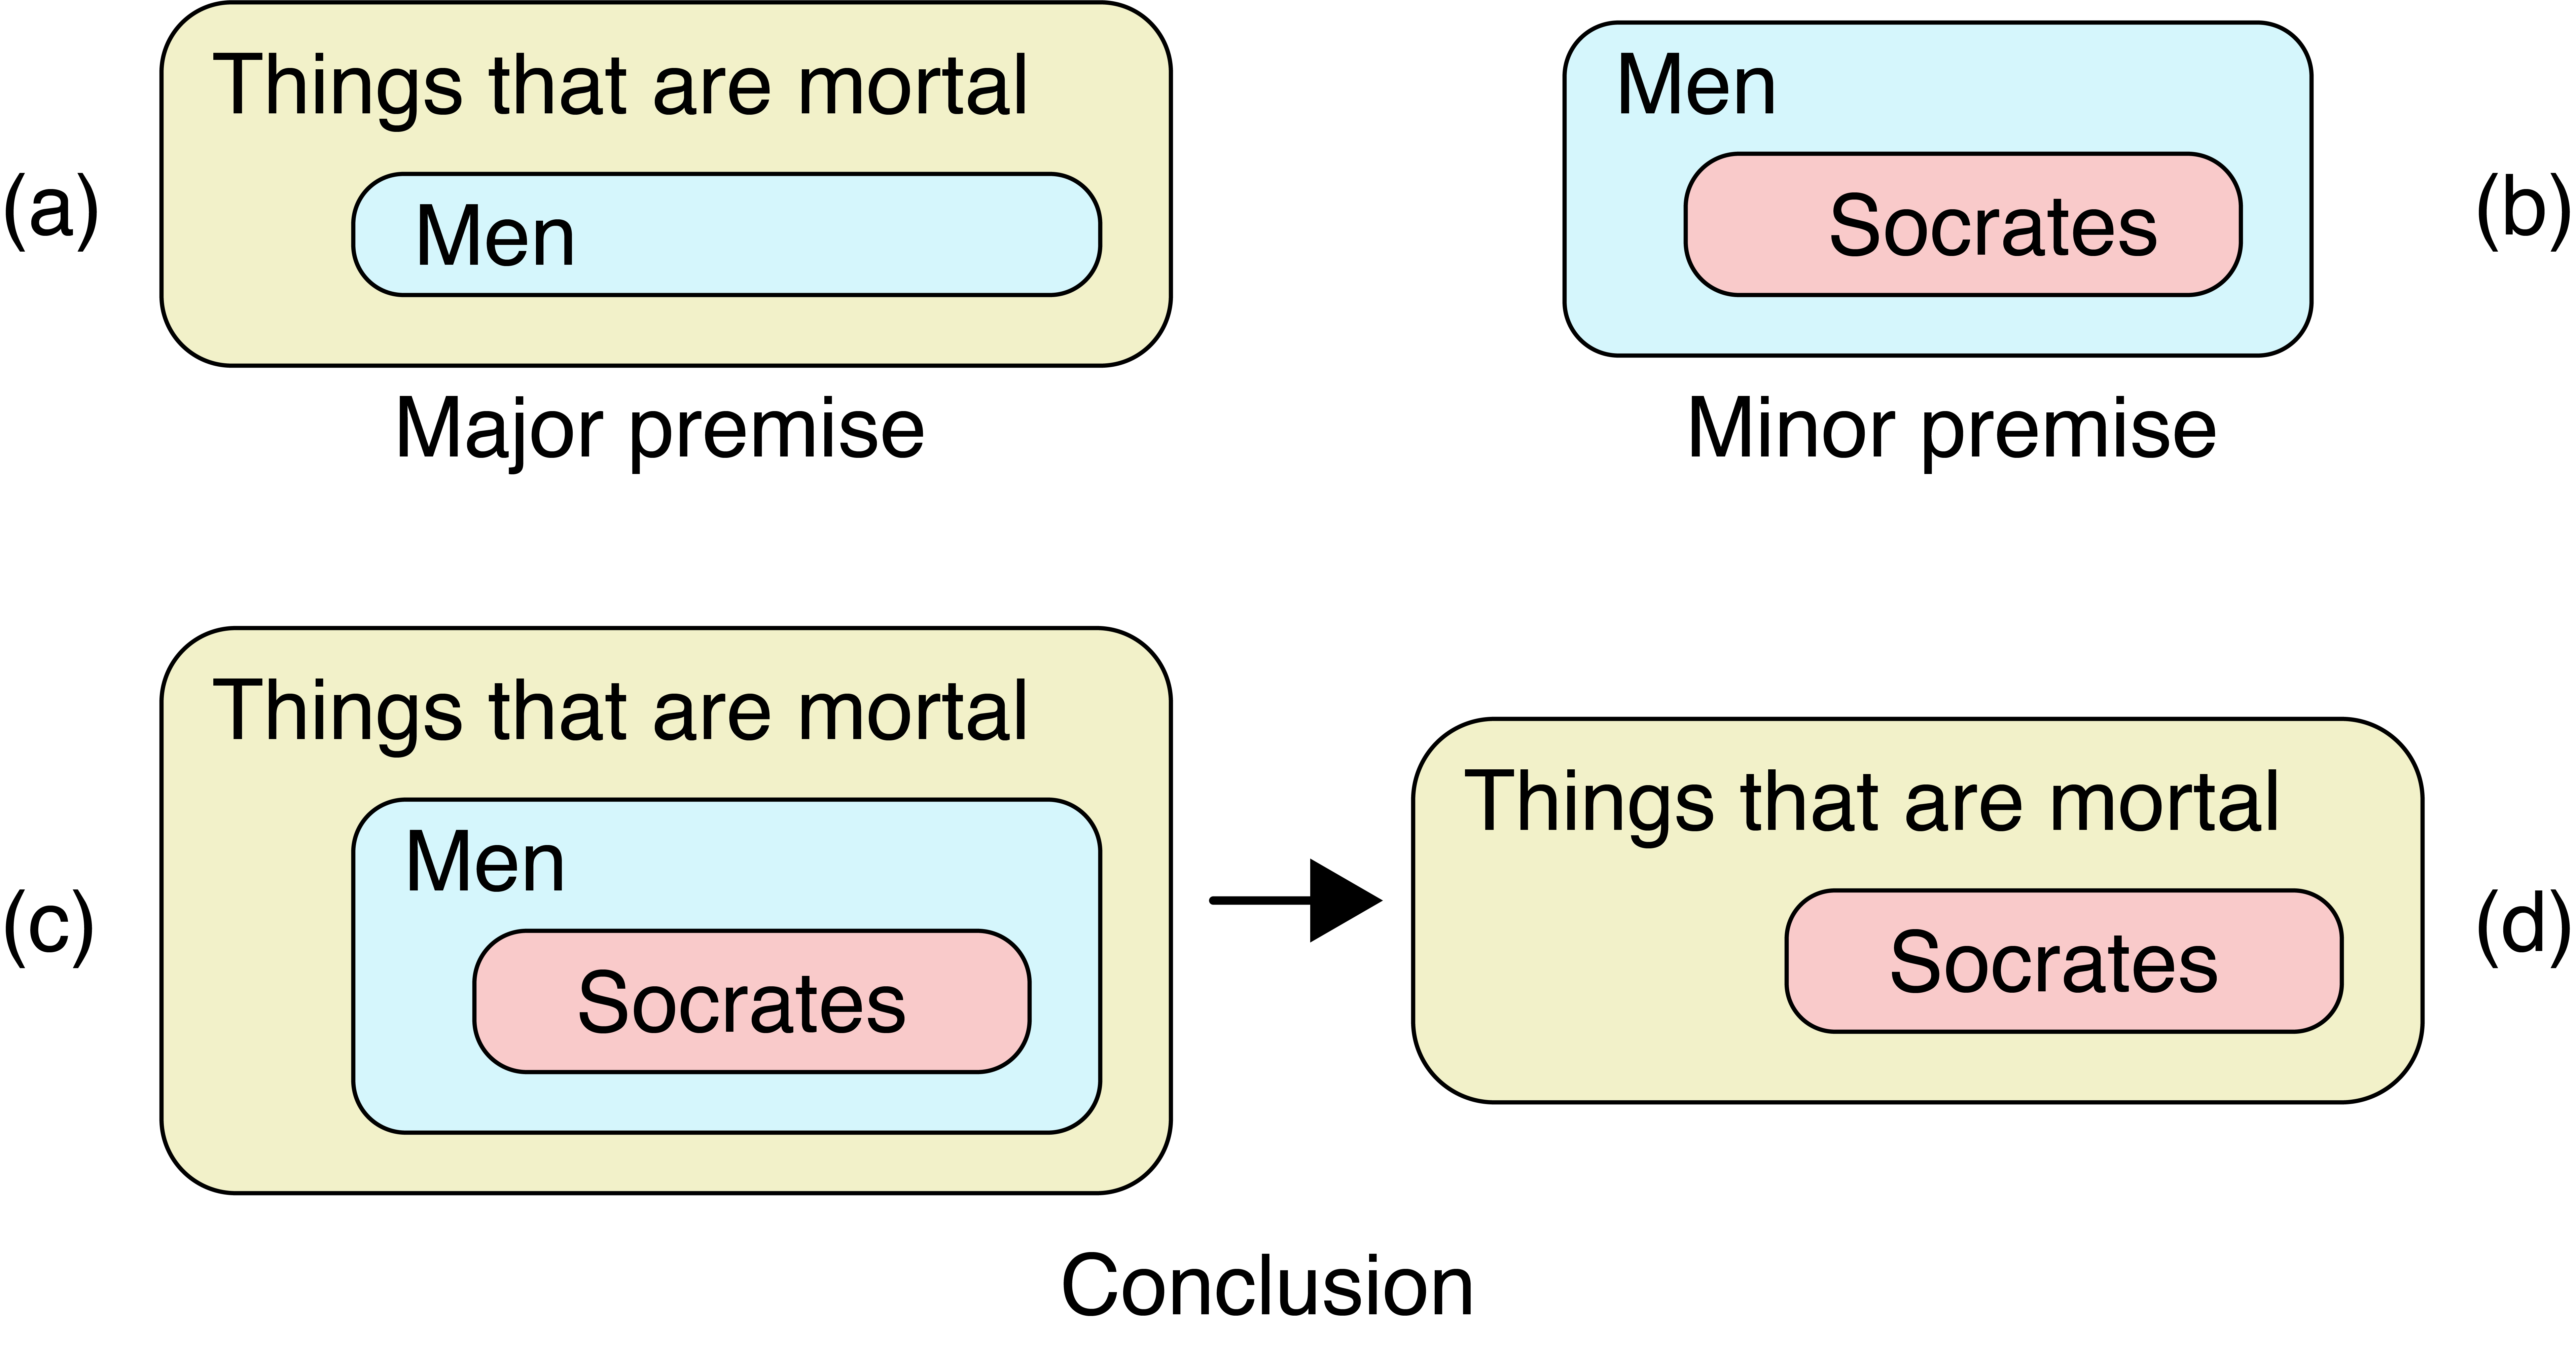 Things that are mortal
Men
(a)
Major premise
Men
Socrates
(b)
Minor premise
Things that are mortal
Men
Socrates
(c)
Things that are mortal
Socrates
(d)
Conclusion